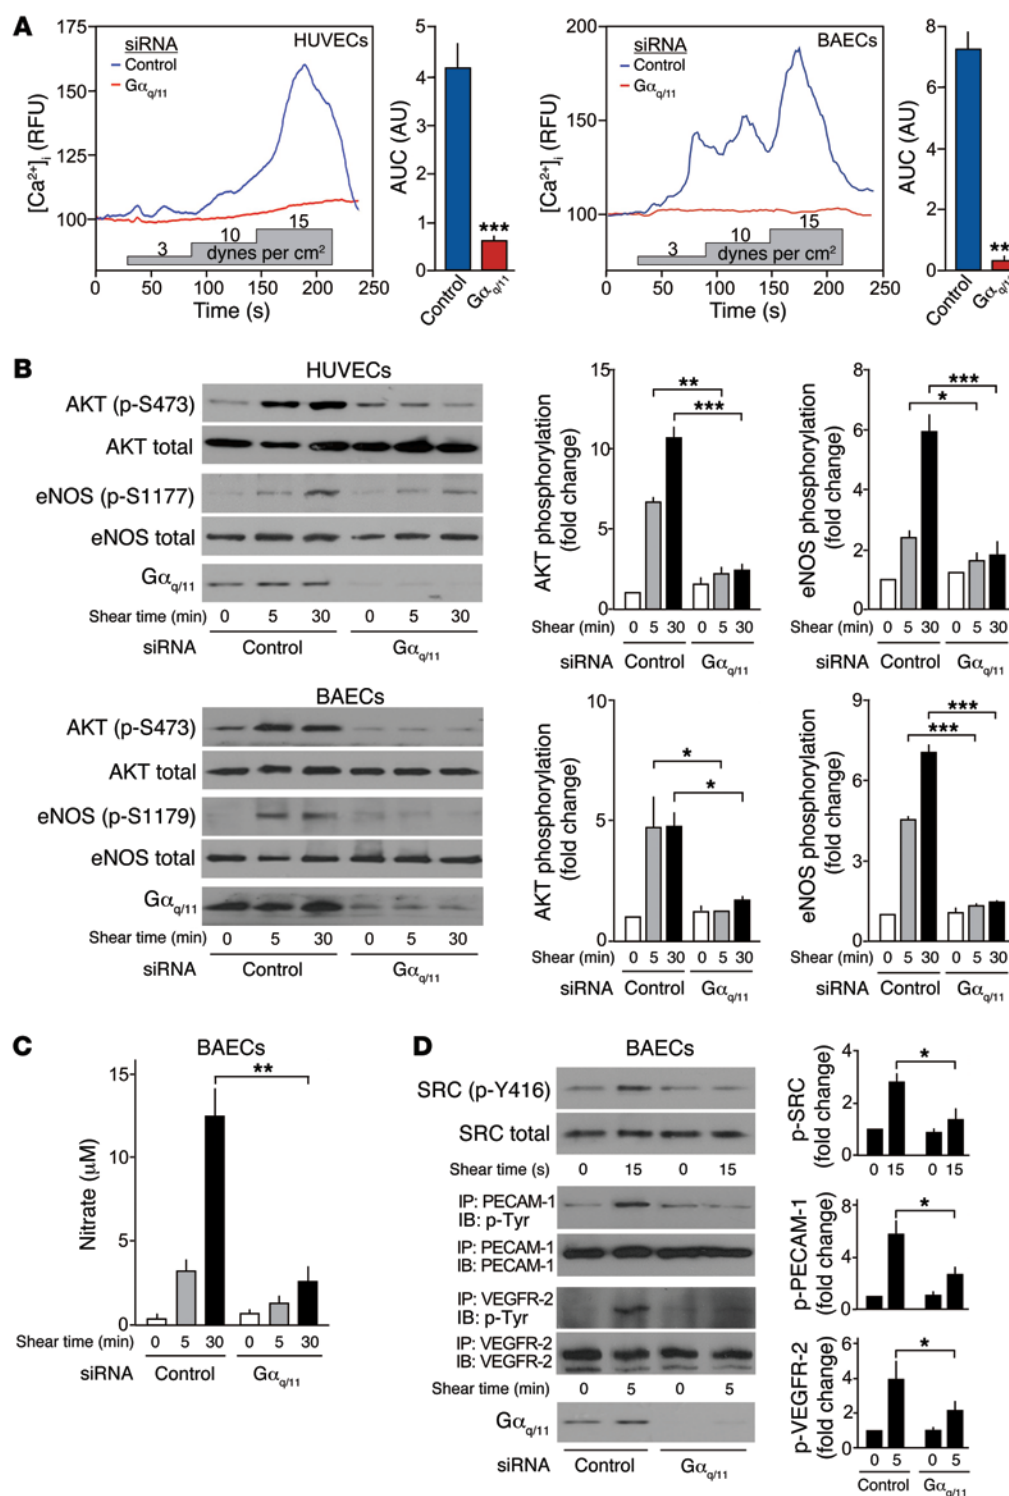 A
siRNA
Control
Gαq/11
HUVECs
[Ca2+]i (RFU)
175
150
125
100
3
10
15
dynes per cm2
0 50 100 150 200 250
Time (s)
AUC (AU)
5
4
3
2
1
0
***
Control
Gαq/11
siRNA
Control
Gαq/11
BAECs
[Ca2+]i (RFU)
200
150
100
70
3
10
15
dynes per cm2
0 50 100 150 200 250
Time (s)
AUC (AU)
8
6
4
2
0
**
Control
Gαq/11
B
HUVECs
AKT (p-S473)
AKT total
eNOS (p-S1177)
eNOS total
Gαq/11
Shear time (min) 0 5 30 0 5 30
siRNA Control Gαq/11
AKT phosphorylation
(fold change)
15
10
5
0
**
***
Shear (min) 0 5 30 0 5 30
siRNA Control Gαq/11
eNOS phosphorylation
(fold change)
8
6
4
2
0
***
*
Shear (min) 0 5 30 0 5 30
siRNA Control Gαq/11
BAECs
AKT (p-S473)
AKT total
eNOS (p-S1179)
eNOS total
Gαq/11
Shear time (min) 0 5 30 0 5 30
siRNA Control Gαq/11
AKT phosphorylation
(fold change)
10
5
0
*
*
Shear (min) 0 5 30 0 5 30
siRNA Control Gαq/11
eNOS phosphorylation
(fold change)
9
6
3
0
***
***
Shear (min) 0 5 30 0 5 30
siRNA Control Gαq/11
C
BAECs
Nitrate (µM)
15
10
5
0
**
Shear time (min) 0 5 30 0 5 30
siRNA Control Gαq/11
D
BAECs
SRC (p-Y416)
SRC total
Shear time (s) 0 15 0 15
IP: PECAM-1
IB: p-Tyr
IP: PECAM-1
IB: PECAM-1
IP: VEGFR-2
IB: p-Tyr
IP: VEGFR-2
IB: VEGFR-2
Shear time (min) 0 5 0 5
Gαq/11
siRNA Control Gαq/11
p-SRC
(fold change)
4
2
0
*
0 15 0 15
p-PECAM-1
(fold change)
8
4
0
*
p-VEGFR-2
(fold change)
6
4
2
0
*
0 5 0 5
Control Gαq/11